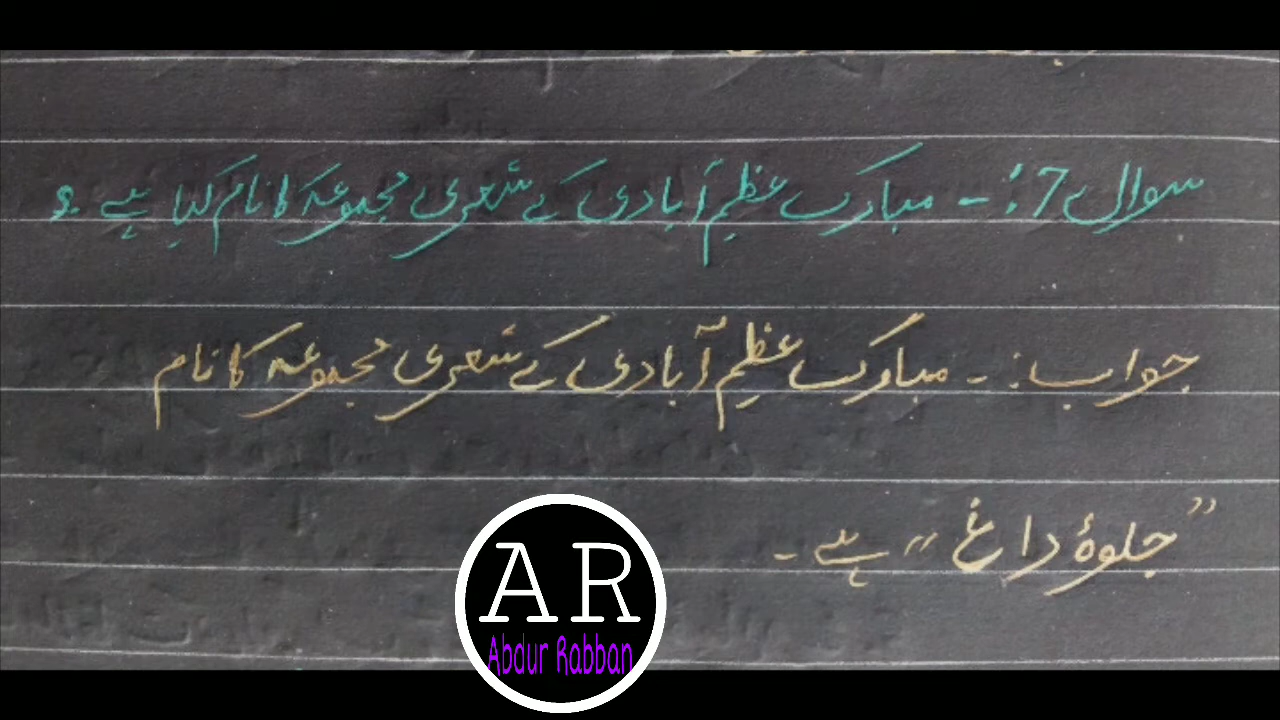 سوال 7:- مبارک عظیم آبادی کے شعری مجموعہ کا نام کیا ہے ؟
جواب:- مبارک عظیم آبادی کے شعری مجموعہ کا نام
"جلوۂ داغ" ہے -
AR
Abdur Rabban